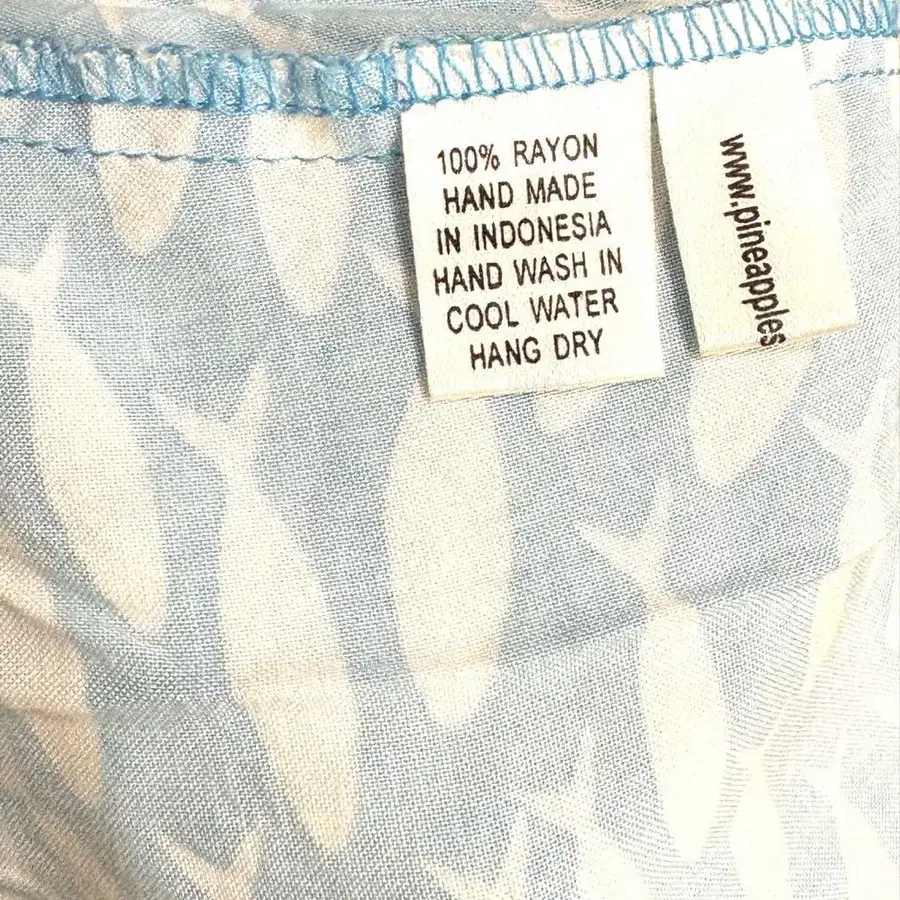 100% RAYON
HAND MADE
IN INDONESIA
HAND WASH IN
COOL WATER
HANG DRY
www.pineapples